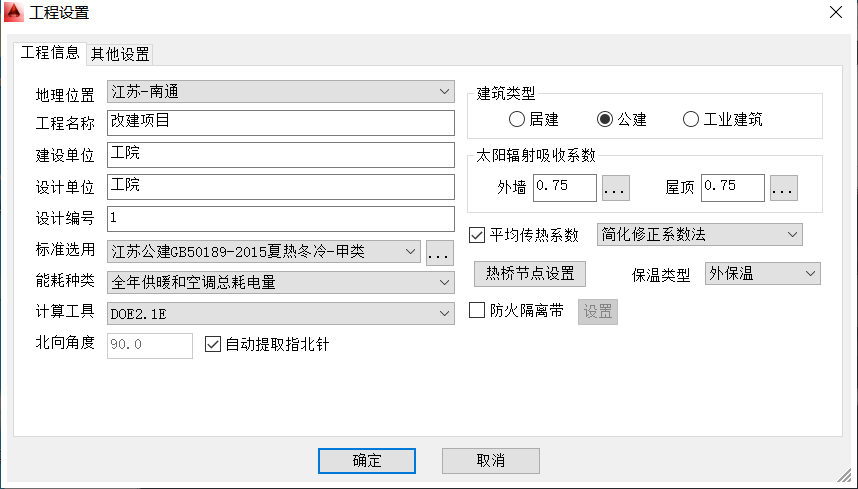 工程设置
工程信息 其他设置
地理位置 江苏-南通
工程名称 改建项目
建设单位 工院
设计单位 工院
设计编号 1
标准选用 江苏公建GB50189-2015夏热冬冷-甲类 ...
能耗种类 全年供暖和空调总耗电量
计算工具 DOE2.1E
北向角度 90.0 自动提取指北针
建筑类型
居建 公建 工业建筑
太阳辐射吸收系数
外墙 0.75 ... 屋顶 0.75 ...
平均传热系数 简化修正系数法
热桥节点设置 保温类型 外保温
防火隔离带 设置
确定 取消